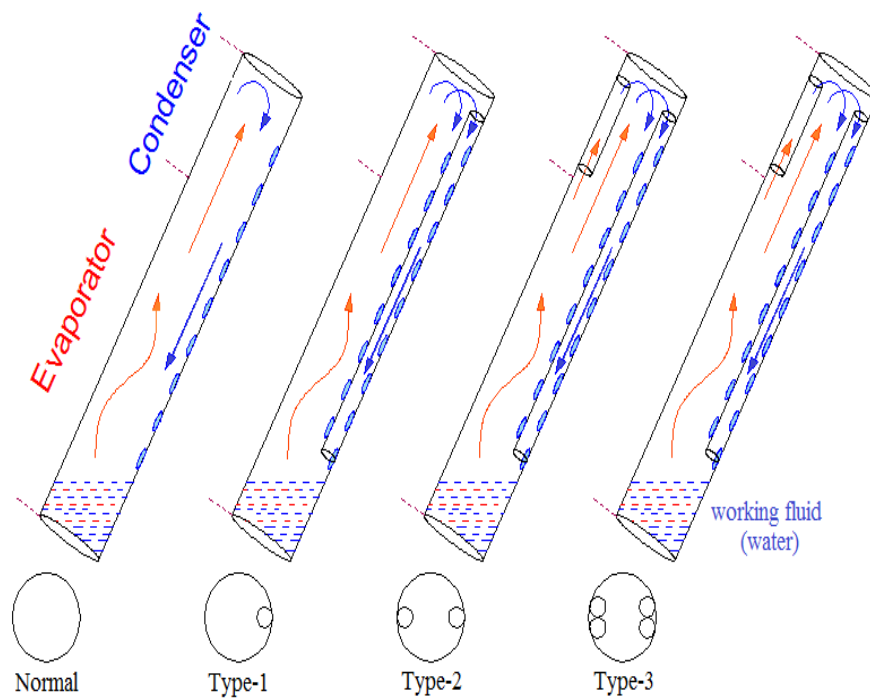 Condenser
Evaporator
working fluid
(water)
Normal
Type-1
Type-2
Type-3